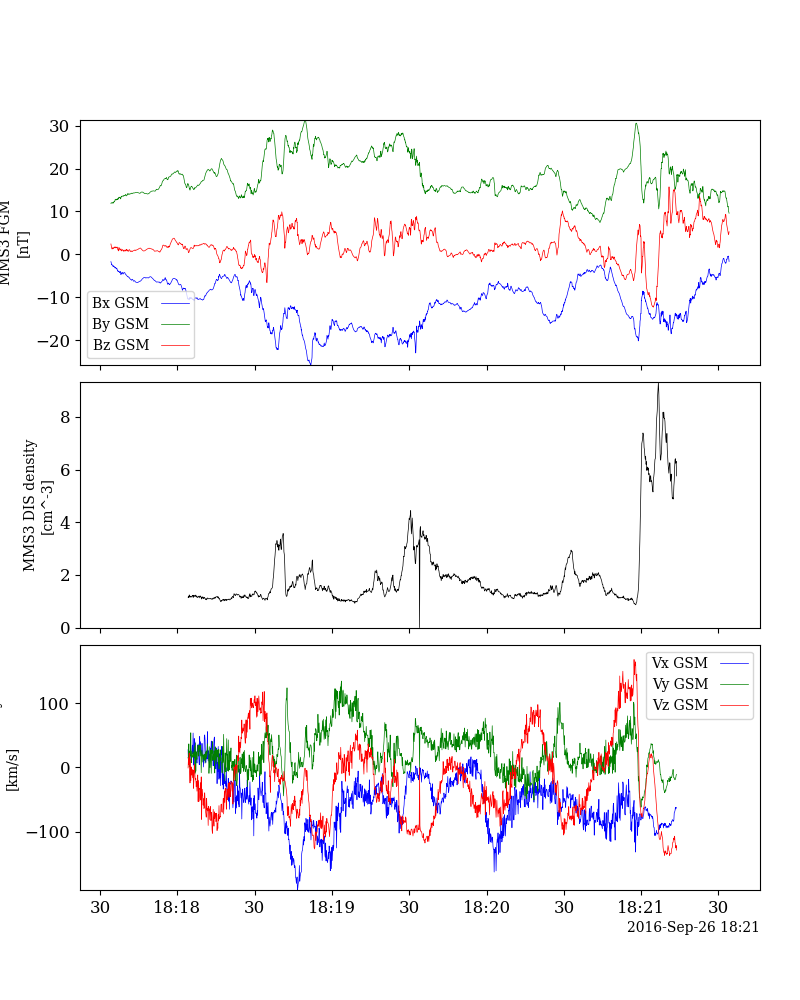 30
20
10
0
−10
−20
MMS3 FGM
[nT]
Bx GSM
By GSM
Bz GSM
8
6
4
2
0
MMS3 DIS density
[cm^-3]
100
0
−100
[km/s]
Vx GSM
Vy GSM
Vz GSM
30 18:18 30 18:19 30 18:20 30 18:21 30
2016-Sep-26 18:21